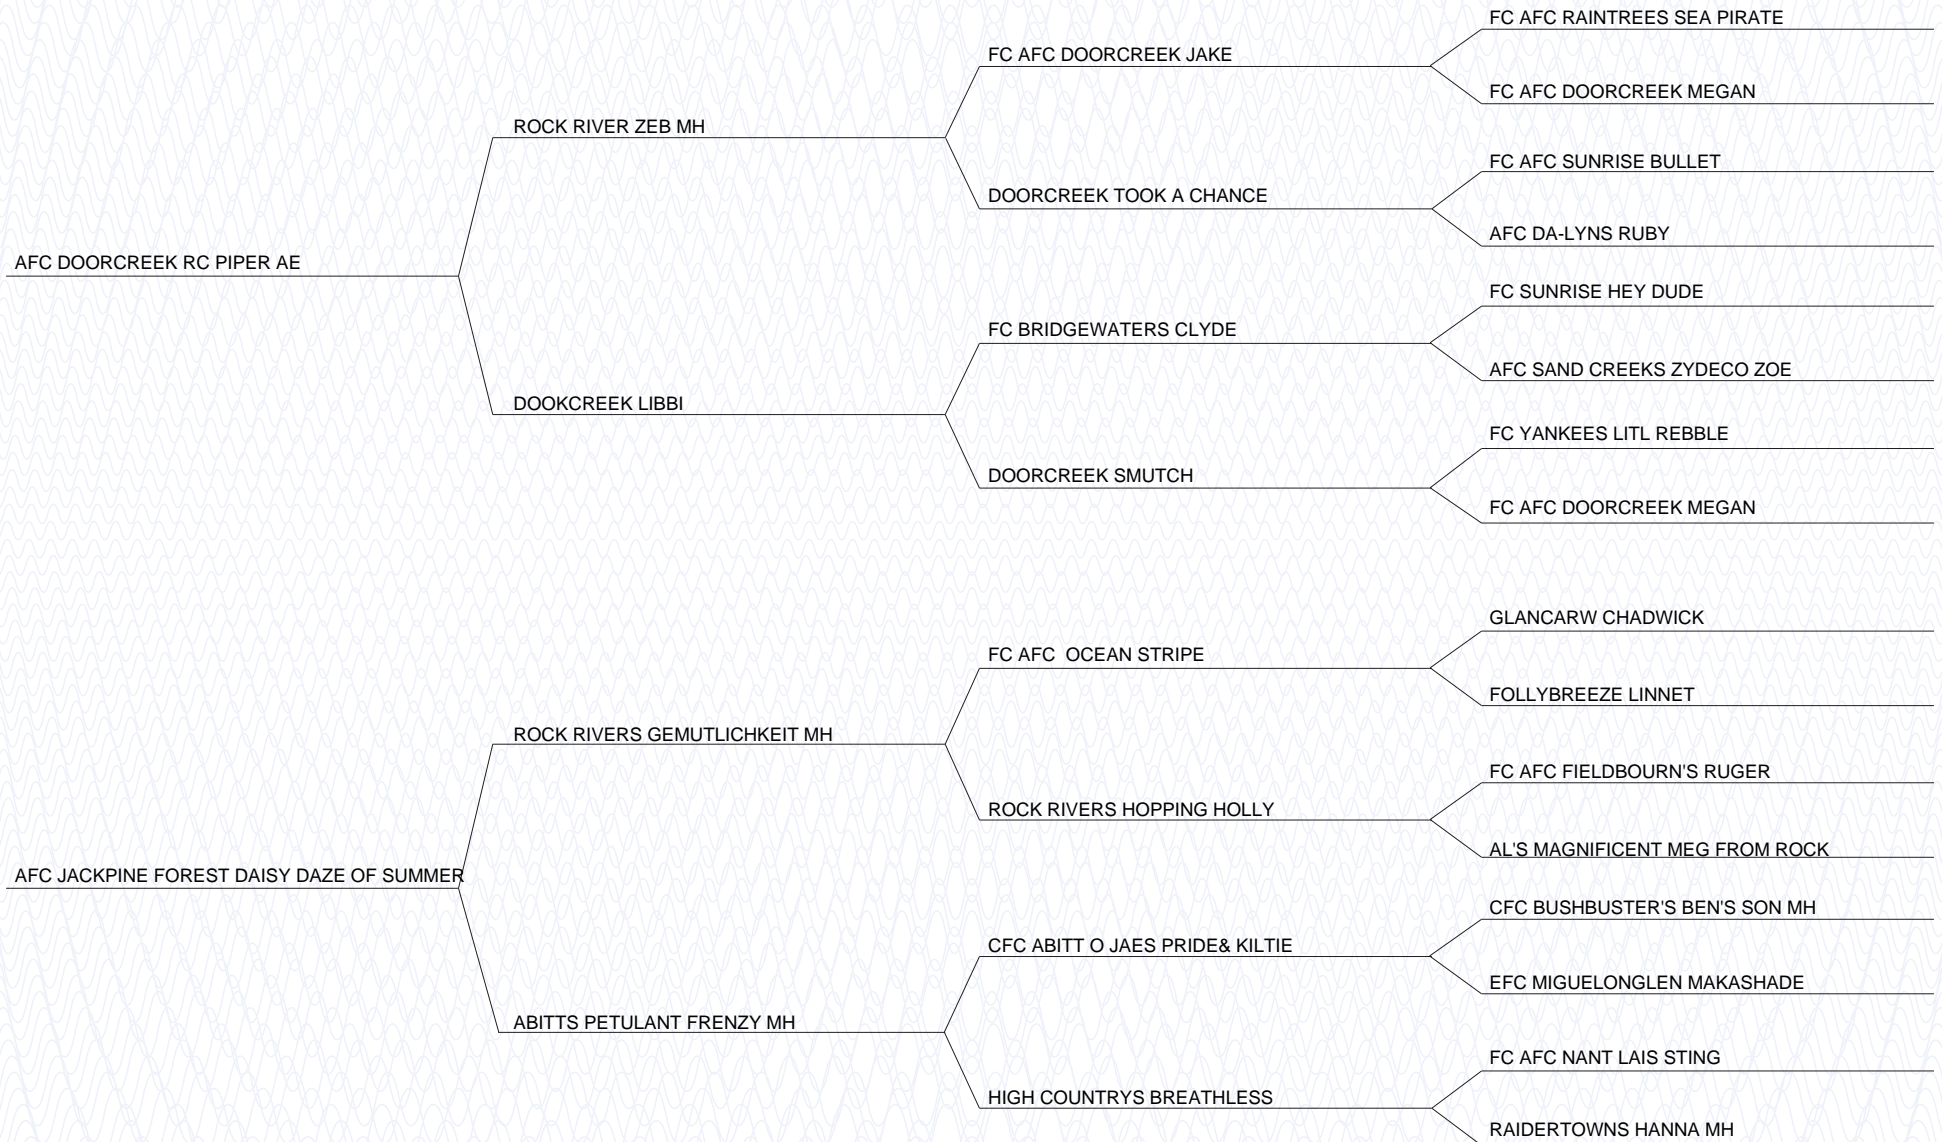 FC AFC RAINTREES SEA PIRATE
FC AFC DOORCREEK JAKE
FC AFC DOORCREEK MEGAN
ROCK RIVER ZEB MH
FC AFC SUNRISE BULLET
DOORCREEK TOOK A CHANCE
AFC DA-LYNS RUBY
AFC DOORCREEK RC PIPER AE
FC SUNRISE HEY DUDE
FC BRIDGEWATERS CLYDE
AFC SAND CREEKS ZYDECO ZOE
DOOKCREEK LIBBI
FC YANKEES LITL REBBLE
DOORCREEK SMUTCH
FC AFC DOORCREEK MEGAN
GLANCARW CHADWICK
FC AFC  OCEAN STRIPE
FOLLYBREEZE LINNET
ROCK RIVERS GEMUTLICHKEIT MH
FC AFC FIELDBOURN'S RUGER
ROCK RIVERS HOPPING HOLLY
AL'S MAGNIFICENT MEG FROM ROCK
AFC JACKPINE FOREST DAISY DAZE OF SUMMER
CFC BUSHBUSTER'S BEN'S SON MH
CFC ABITT O JAES PRIDE& KILTIE
EFC MIGUELONGLEN MAKASHADE
ABITTS PETULANT FRENZY MH
FC AFC NANT LAIS STING
HIGH COUNTRYS BREATHLESS
RAIDERTOWNS HANNA MH